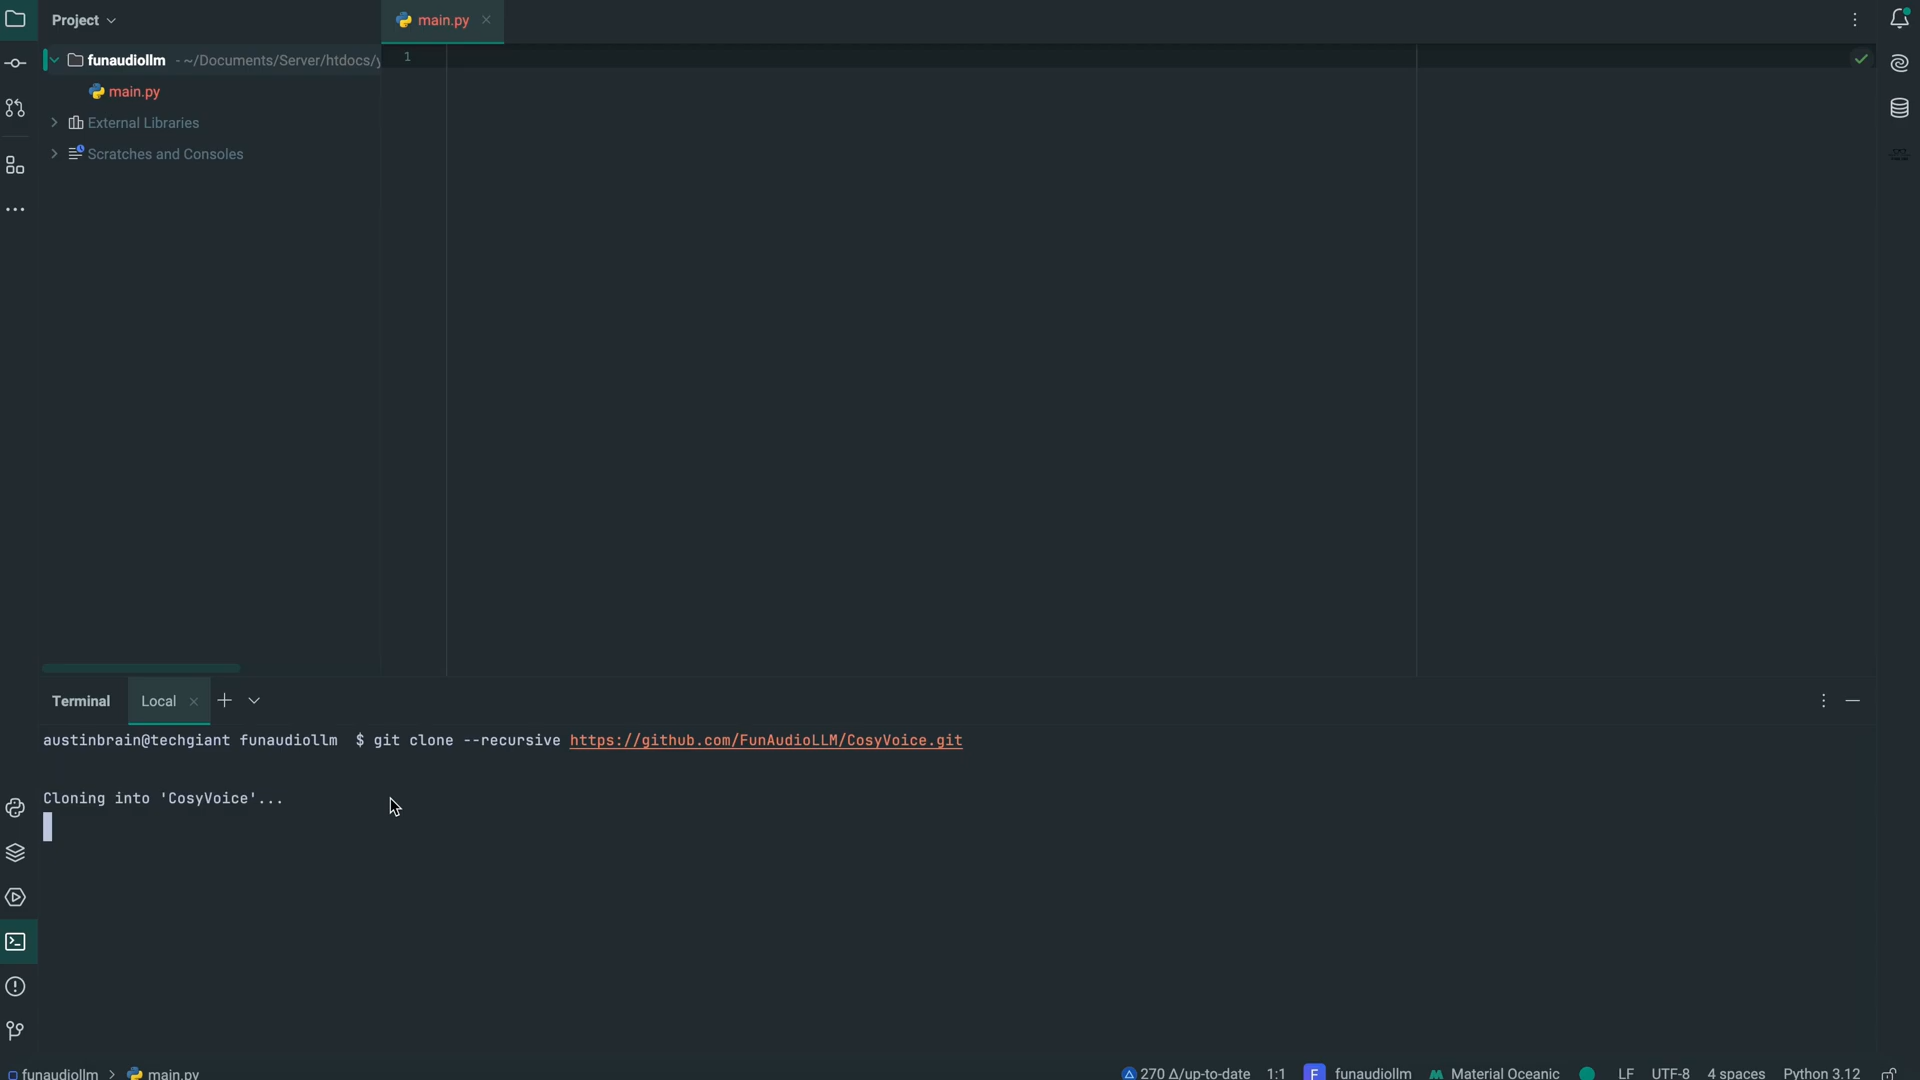 Project
main.py
funaudiollm - ~/Documents/Server/htdocs/y
1
main.py
External Libraries
Scratches and Consoles
Terminal
Local
austinbrain@techgiant funaudiollm $ git clone --recursive https://github.com/FunAudioLLM/CosyVoice.git
Cloning into 'CosyVoice'...
funaudiollm > main.py
270 Δ/up-to-date 1:1 F funaudiollm Material Oceanic LF UTF-8 4 spaces Python 3.12